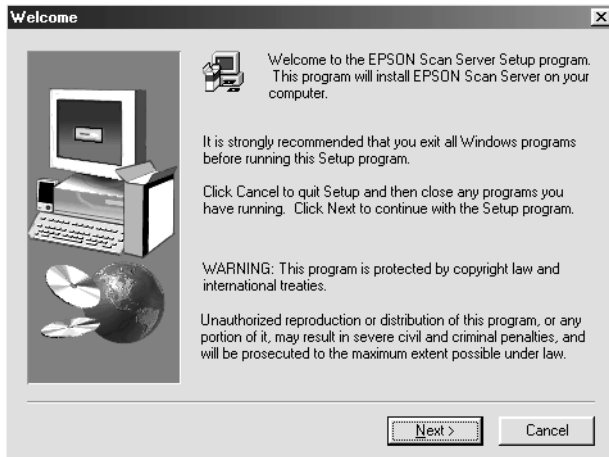 Welcome
Welcome to the EPSON Scan Server Setup program.
This program will install EPSON Scan Server on your
computer.
It is strongly recommended that you exit all Windows programs
before running this Setup program.
Click Cancel to quit Setup and then close any programs you
have running. Click Next to continue with the Setup program.
WARNING: This program is protected by copyright law and
international treaties.
Unauthorized reproduction or distribution of this program, or any
portion of it, may result in severe civil and criminal penalties, and
will be prosecuted to the maximum extent possible under law.
Next >
Cancel